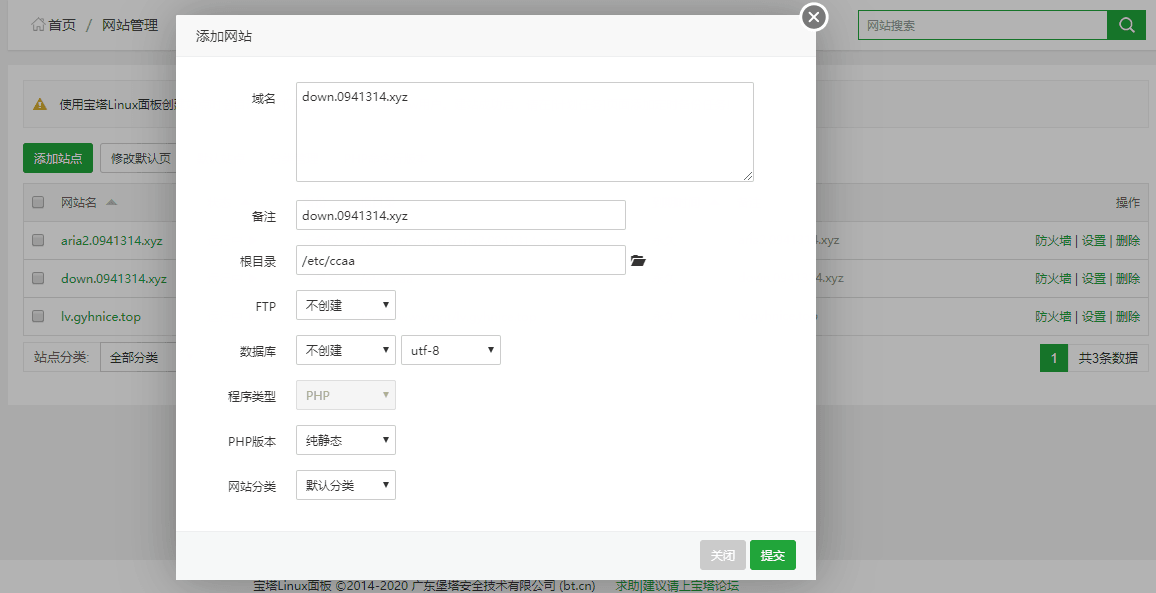 首页 / 网站管理
网站搜索
添加网站
使用宝塔Linux面板创建
域名
down.0941314.xyz
添加站点
修改默认页
网站名
操作
备注
down.0941314.xyz
aria2.0941314.xyz
.xyz
防火墙 | 设置 | 删除
根目录
/etc/ccaa
down.0941314.xyz
4.xyz
防火墙 | 设置 | 删除
FTP
不创建
lv.gyhnice.top
防火墙 | 设置 | 删除
数据库
不创建
utf-8
站点分类:
全部分类
1
共3条数据
程序类型
PHP
PHP版本
纯静态
网站分类
默认分类
关闭
提交
宝塔Linux面板 ©2014-2020 广东堡塔安全技术有限公司 (bt.cn)
求助|建议请上宝塔论坛